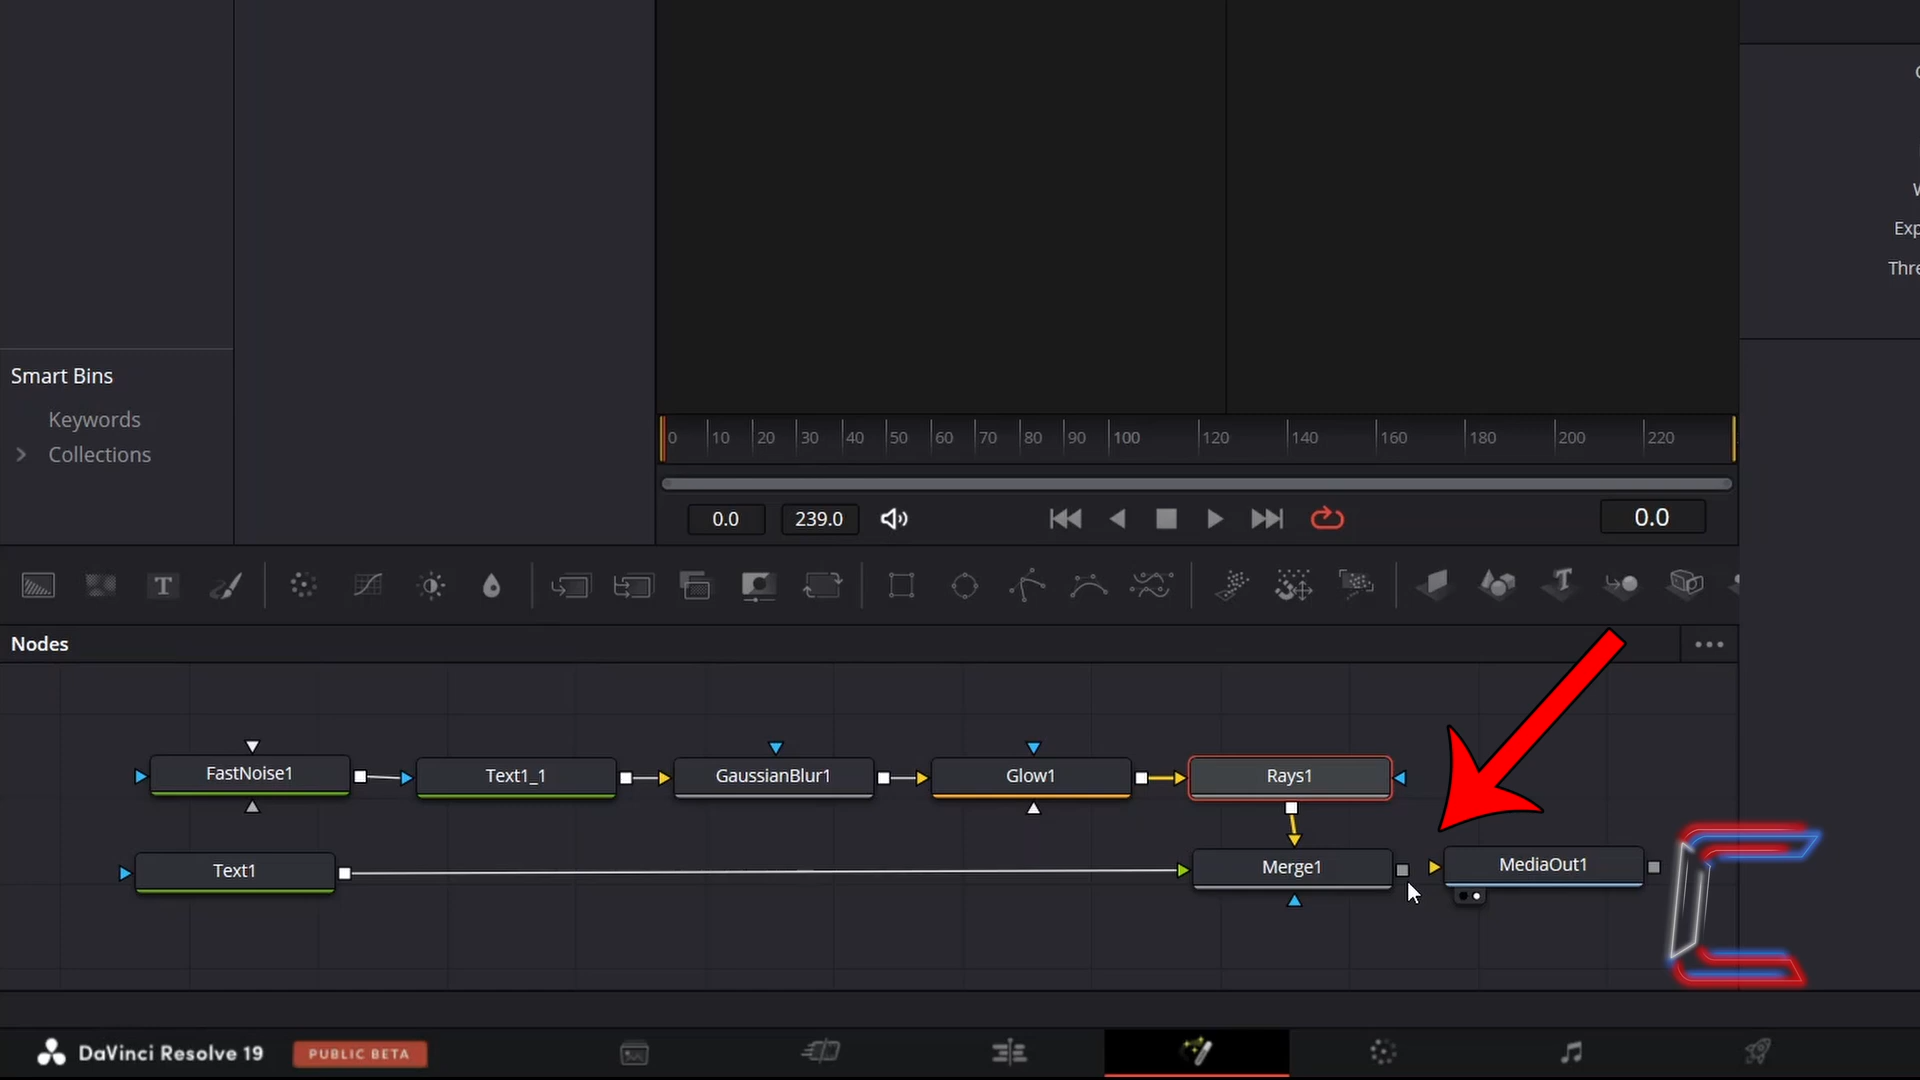 Exp
Thre
Smart Bins
Keywords
Collections
0 10 20 30 40 50 60 70 80 90 100 120 140 160 180 200 220
0.0 239.0 0.0
Nodes
FastNoise1 Text1_1 GaussianBlur1 Glow1 Rays1
Text1 Merge1 MediaOut1
DaVinci Resolve 19 PUBLIC BETA